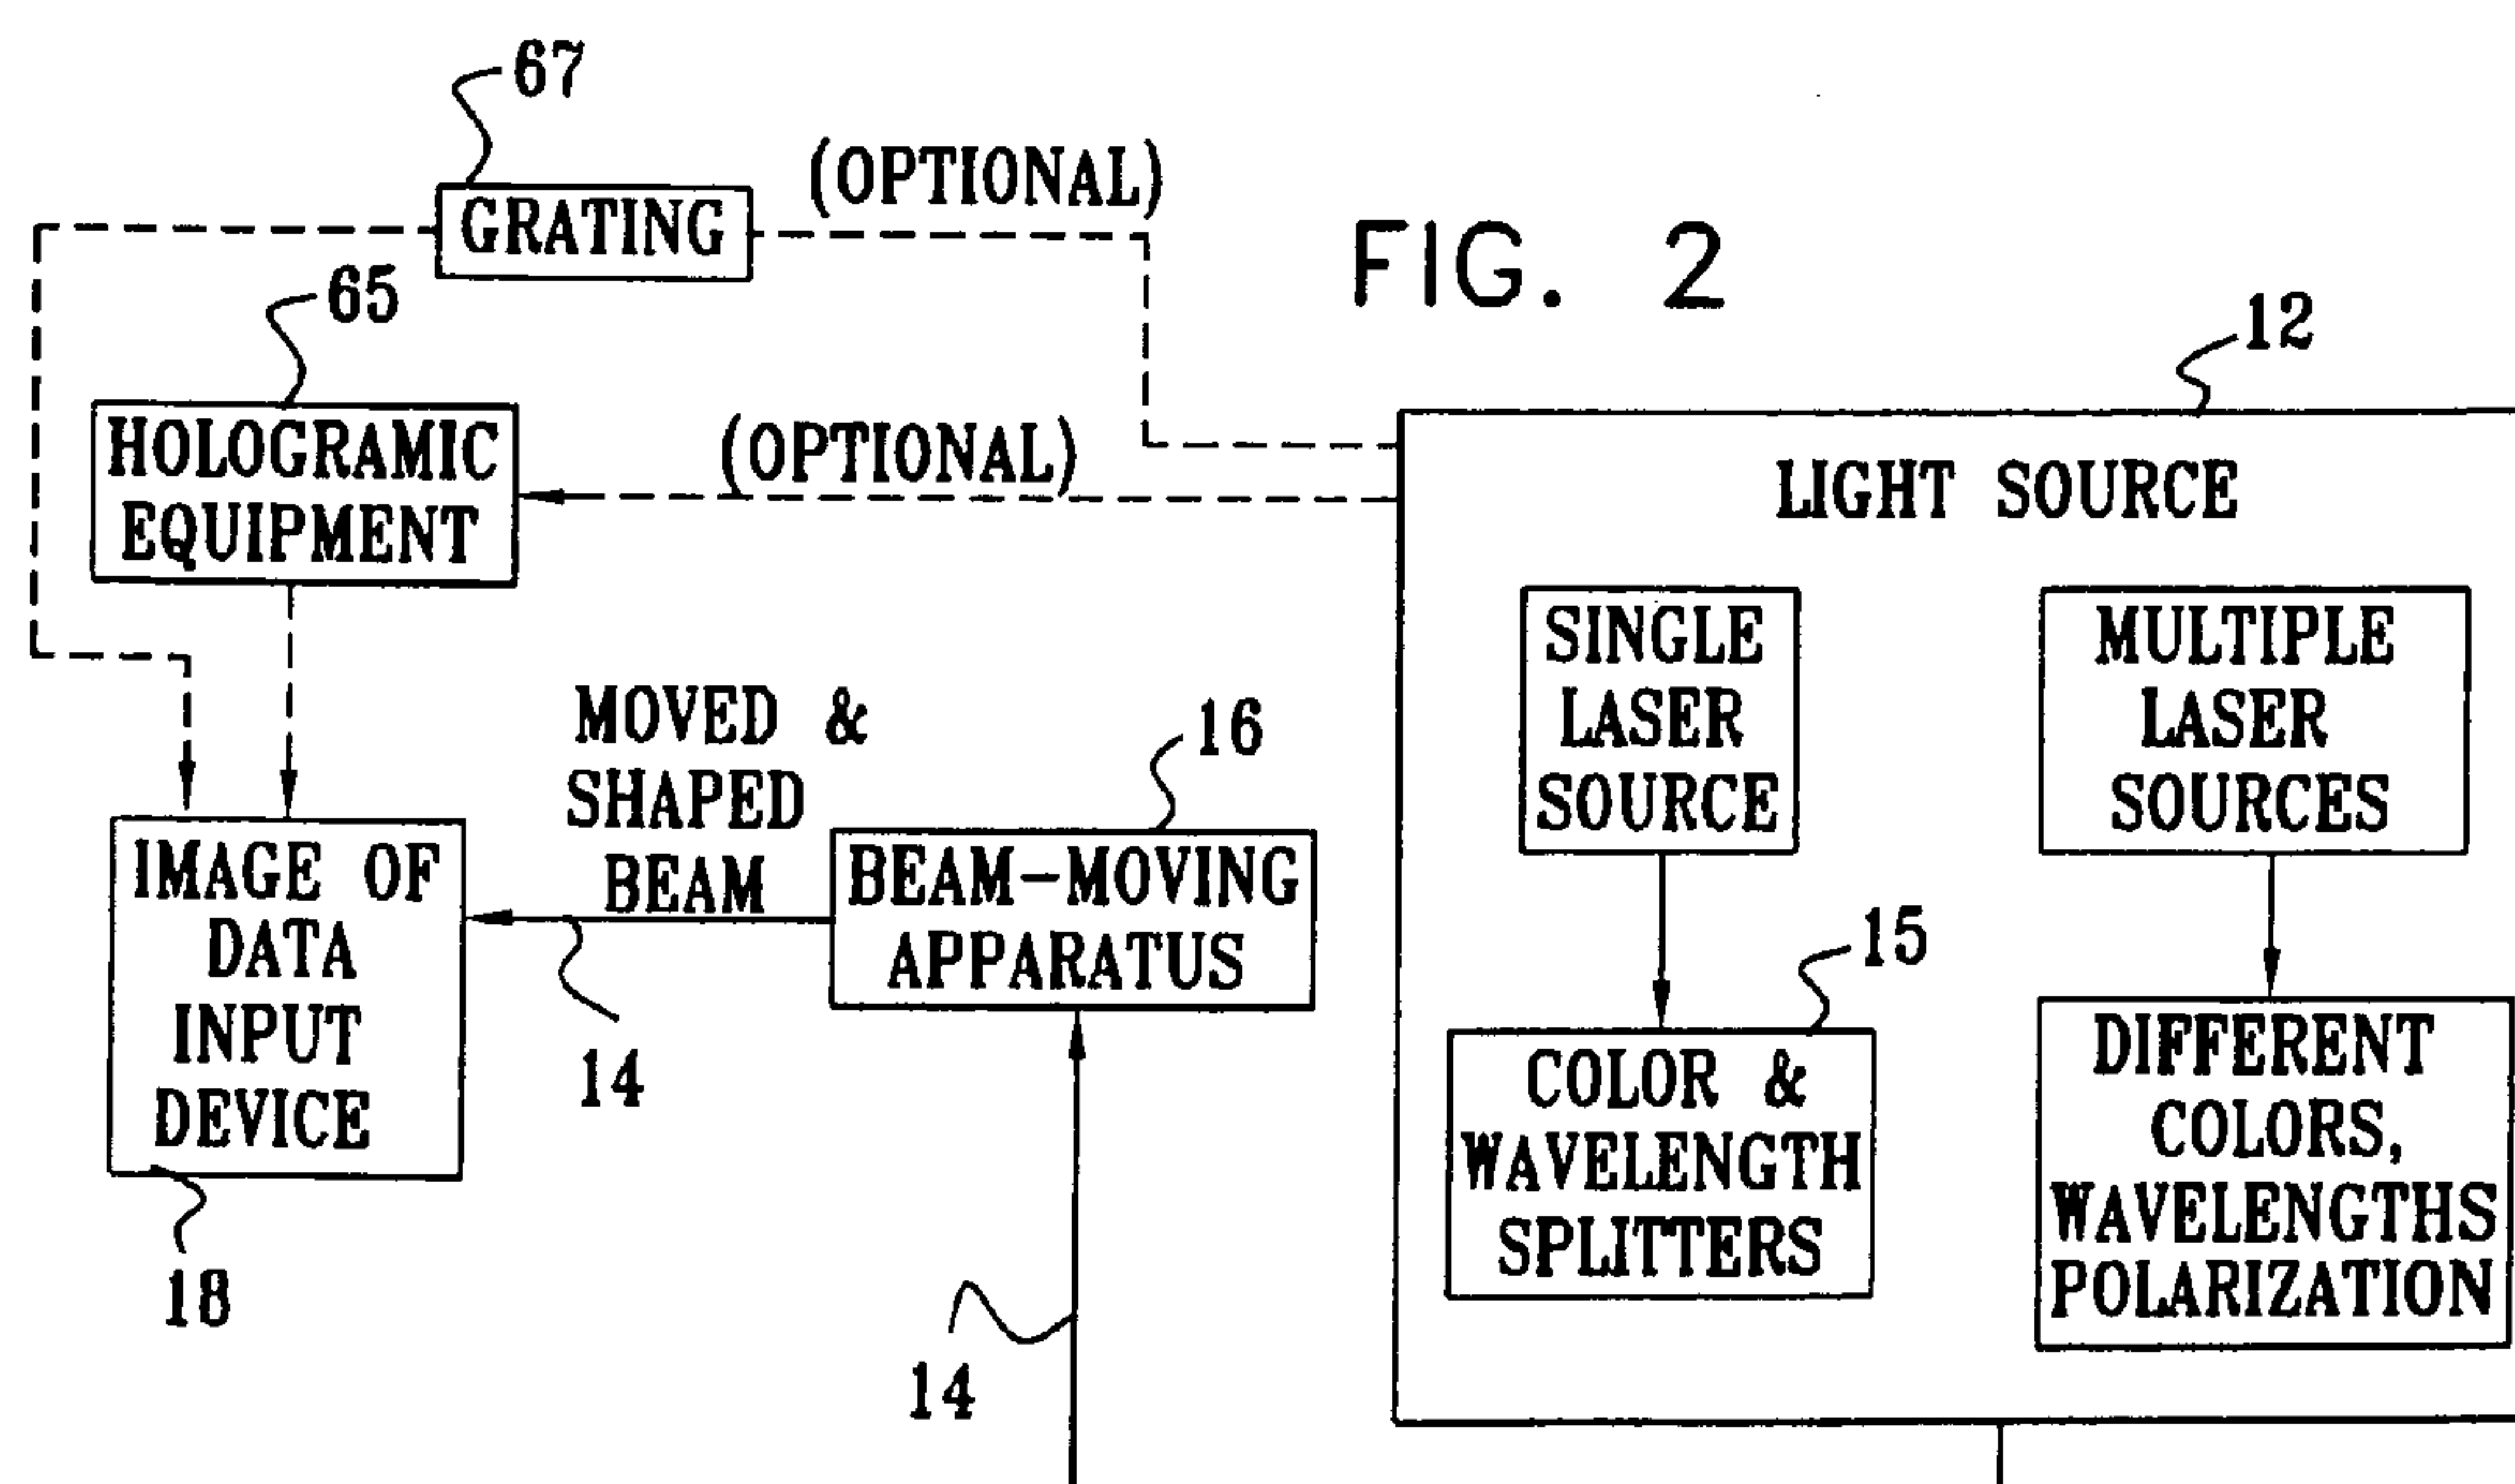 67
(OPTIONAL)
GRATING
FIG. 2
65
12
HOLOGRAMIC
EQUIPMENT
(OPTIONAL)
LIGHT SOURCE
SINGLE
LASER
SOURCE
MULTIPLE
LASER
SOURCES
MOVED &
SHAPED
BEAM
16
IMAGE OF
DATA
INPUT
DEVICE
BEAM-MOVING
APPARATUS
15
14
COLOR &
WAVELENGTH
SPLITTERS
DIFFERENT
COLORS,
WAVELENGTHS
POLARIZATION
18
14